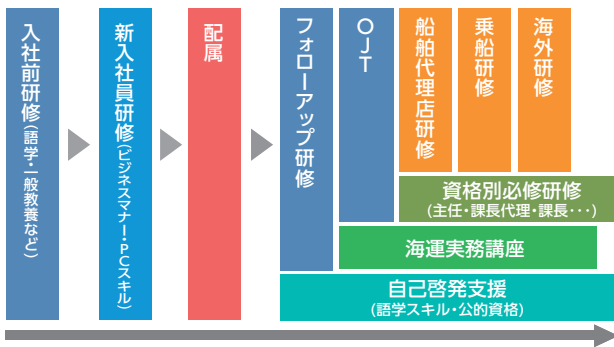 入社前研修(語学・一般教養など)
新入社員研修(ビジネスマナー・PCスキル)
配属
フォローアップ研修
OJT
船舶代理店研修
乗船研修
海外研修
資格別必修研修
(主任・課長代理・課長・・・)
海運実務講座
自己啓発支援
(語学スキル・公的資格)